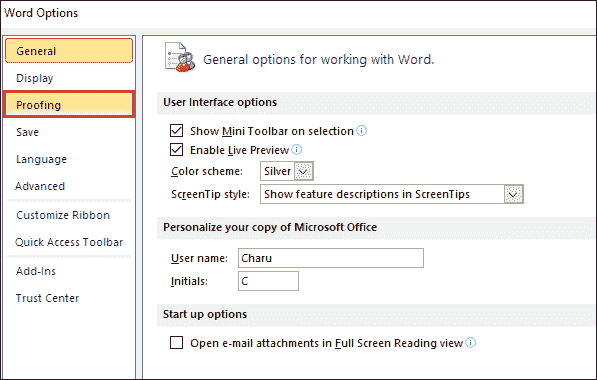 Word Options
General
Display
Proofing
Save
Language
Advanced
Customize Ribbon
Quick Access Toolbar
Add-Ins
Trust Center
General options for working with Word.
User Interface options
Show Mini Toolbar on selection
Enable Live Preview
Color scheme: Silver
ScreenTip style: Show feature descriptions in ScreenTips
Personalize your copy of Microsoft Office
User name: Charu
Initials: C
Start up options
Open e-mail attachments in Full Screen Reading view